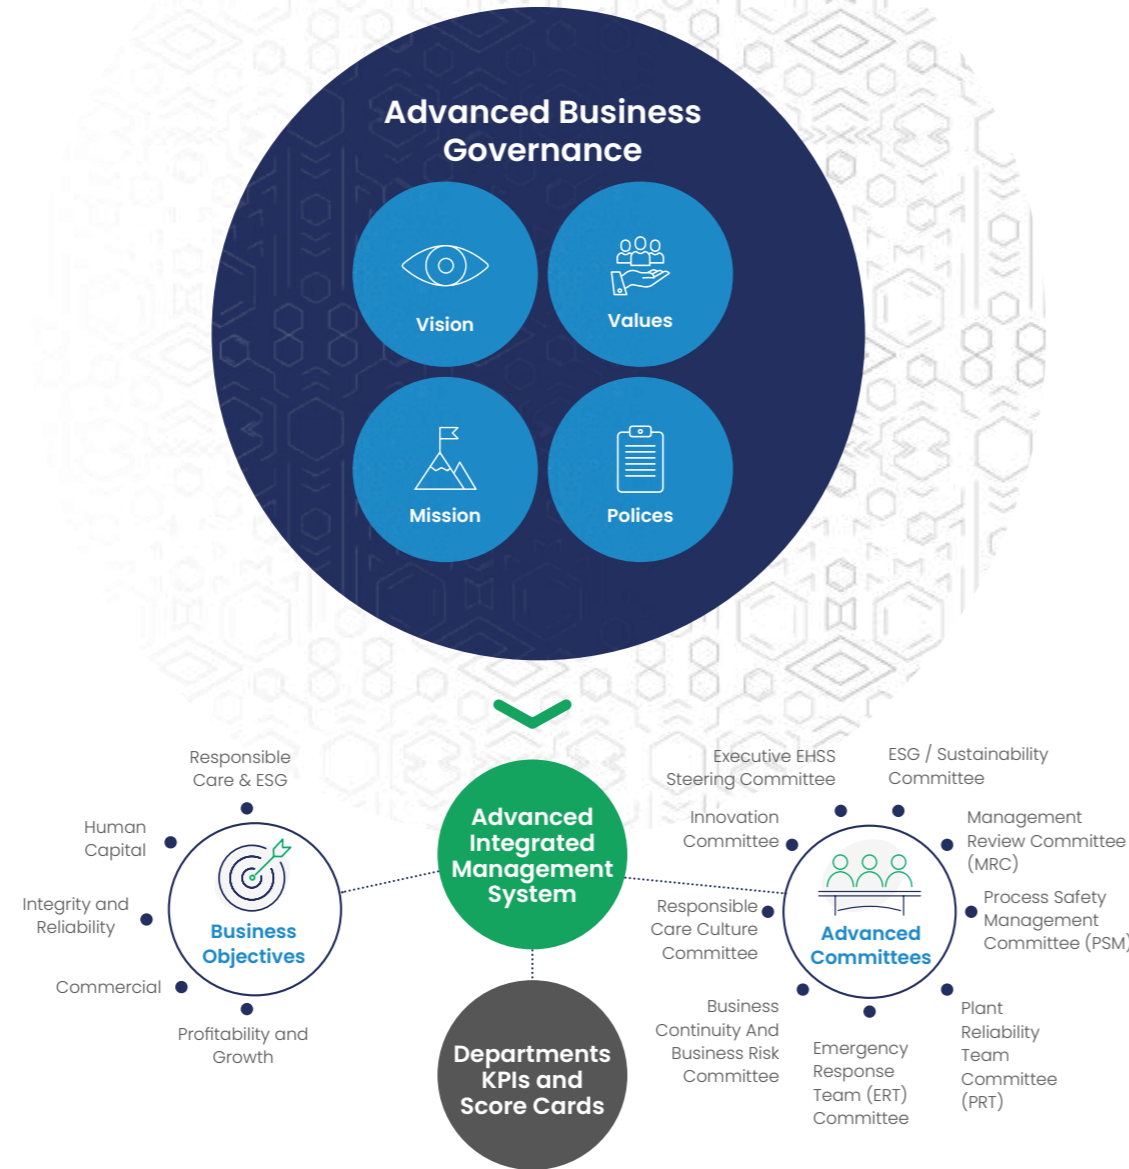 Advanced Business
Governance
Vision
Values
Mission
Polices
Advanced
Integrated
Management
System
Departments
KPIs and
Score Cards
Business
Objectives
Responsible
Care & ESG
Human
Capital
Integrity and
Reliability
Commercial
Profitability and
Growth
Advanced
Committees
Executive EHSS
Steering Committee
ESG / Sustainability
Committee
Innovation
Committee
Management
Review Committee
(MRC)
Responsible
Care Culture
Committee
Process Safety
Management
Committee (PSM)
Business
Continuity And
Business Risk
Committee
Emergency
Response
Team (ERT)
Committee
Plant
Reliability
Team
Committee
(PRT)